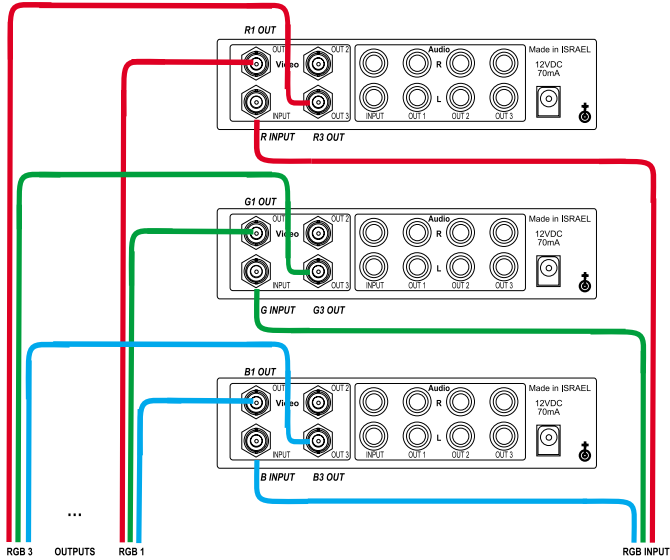 R1 OUT
OUT OUT 2 Audio Made in ISRAEL
Video R 12VDC
70mA
L
INPUT OUT 3 INPUT OUT 1 OUT 2 OUT 3
R INPUT R3 OUT
G1 OUT
OUT OUT 2 Audio Made in ISRAEL
Video R 12VDC
70mA
L
INPUT OUT 3 INPUT OUT 1 OUT 2 OUT 3
G INPUT G3 OUT
B1 OUT
OUT OUT 2 Audio Made in ISRAEL
Video R 12VDC
70mA
L
INPUT OUT 3 INPUT OUT 1 OUT 2 OUT 3
B INPUT B3 OUT
...
RGB 3 OUTPUTS RGB 1 RGB INPUT